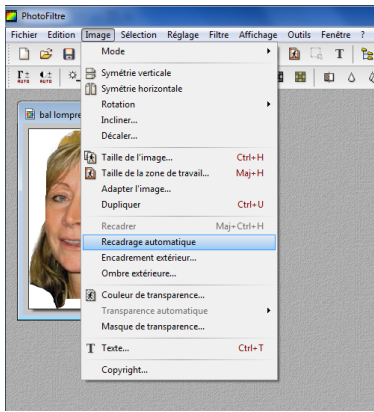 PhotoFiltre
Fichier Edition Image Sélection Réglage Filtre Affichage Outils Fenêtre ?
Mode
T
AUTO AUTO
Symétrie verticale
Symétrie horizontale
bal lompre
Rotation
Incliner...
Décaler...
Taille de l'image... Ctrl+H
Taille de la zone de travail... Maj+H
Adapter l'image...
Dupliquer Ctrl+U
Recadrer Maj+Ctrl+H
Recadrage automatique
Encadrement extérieur...
Ombre extérieure...
Couleur de transparence...
Transparence automatique
Masque de transparence...
T Texte... Ctrl+T
Copyright...